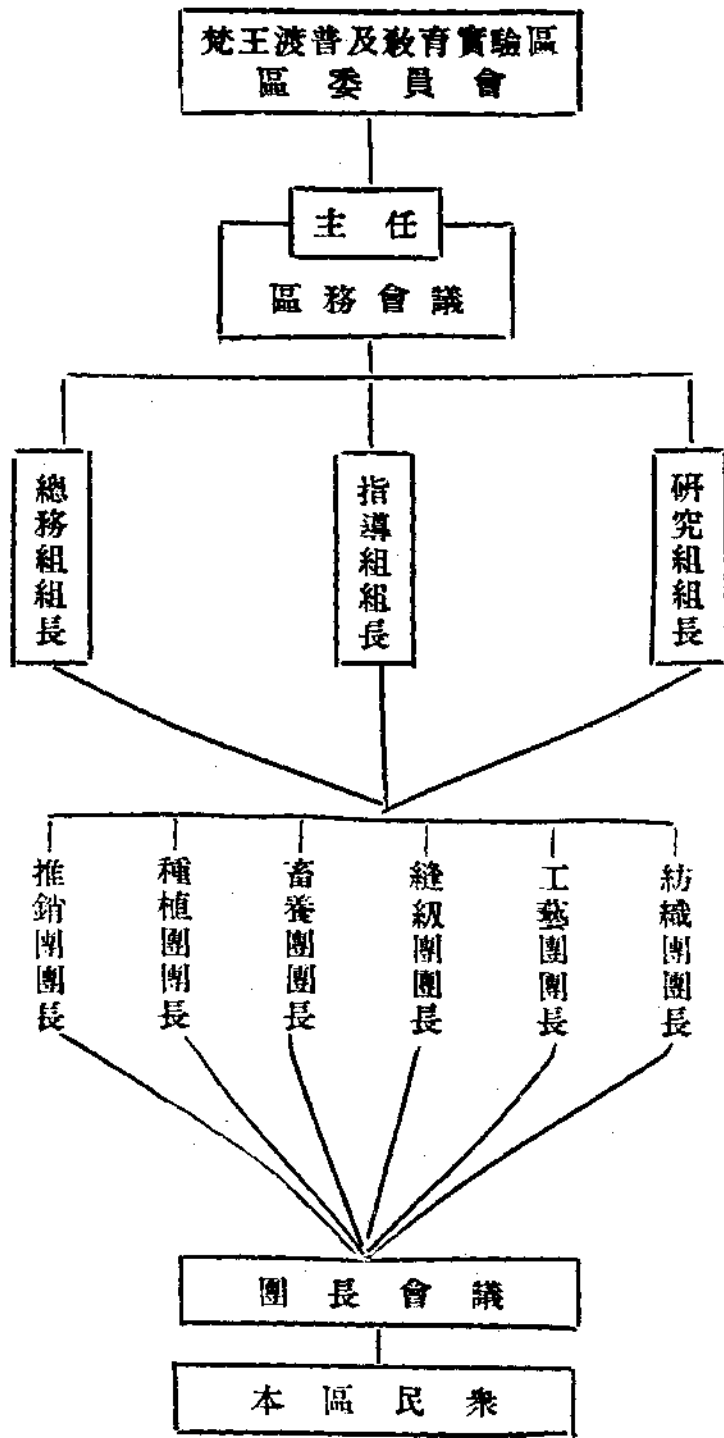 梵王渡普及敎育實驗區
區委員會
主任
區務會議
總務組組長
指導組組長
研究組組長
推銷團團長
種植團團長
畜養團團長
縫級團團長
工藝團團長
紡織團團長
團長會議
本區民衆